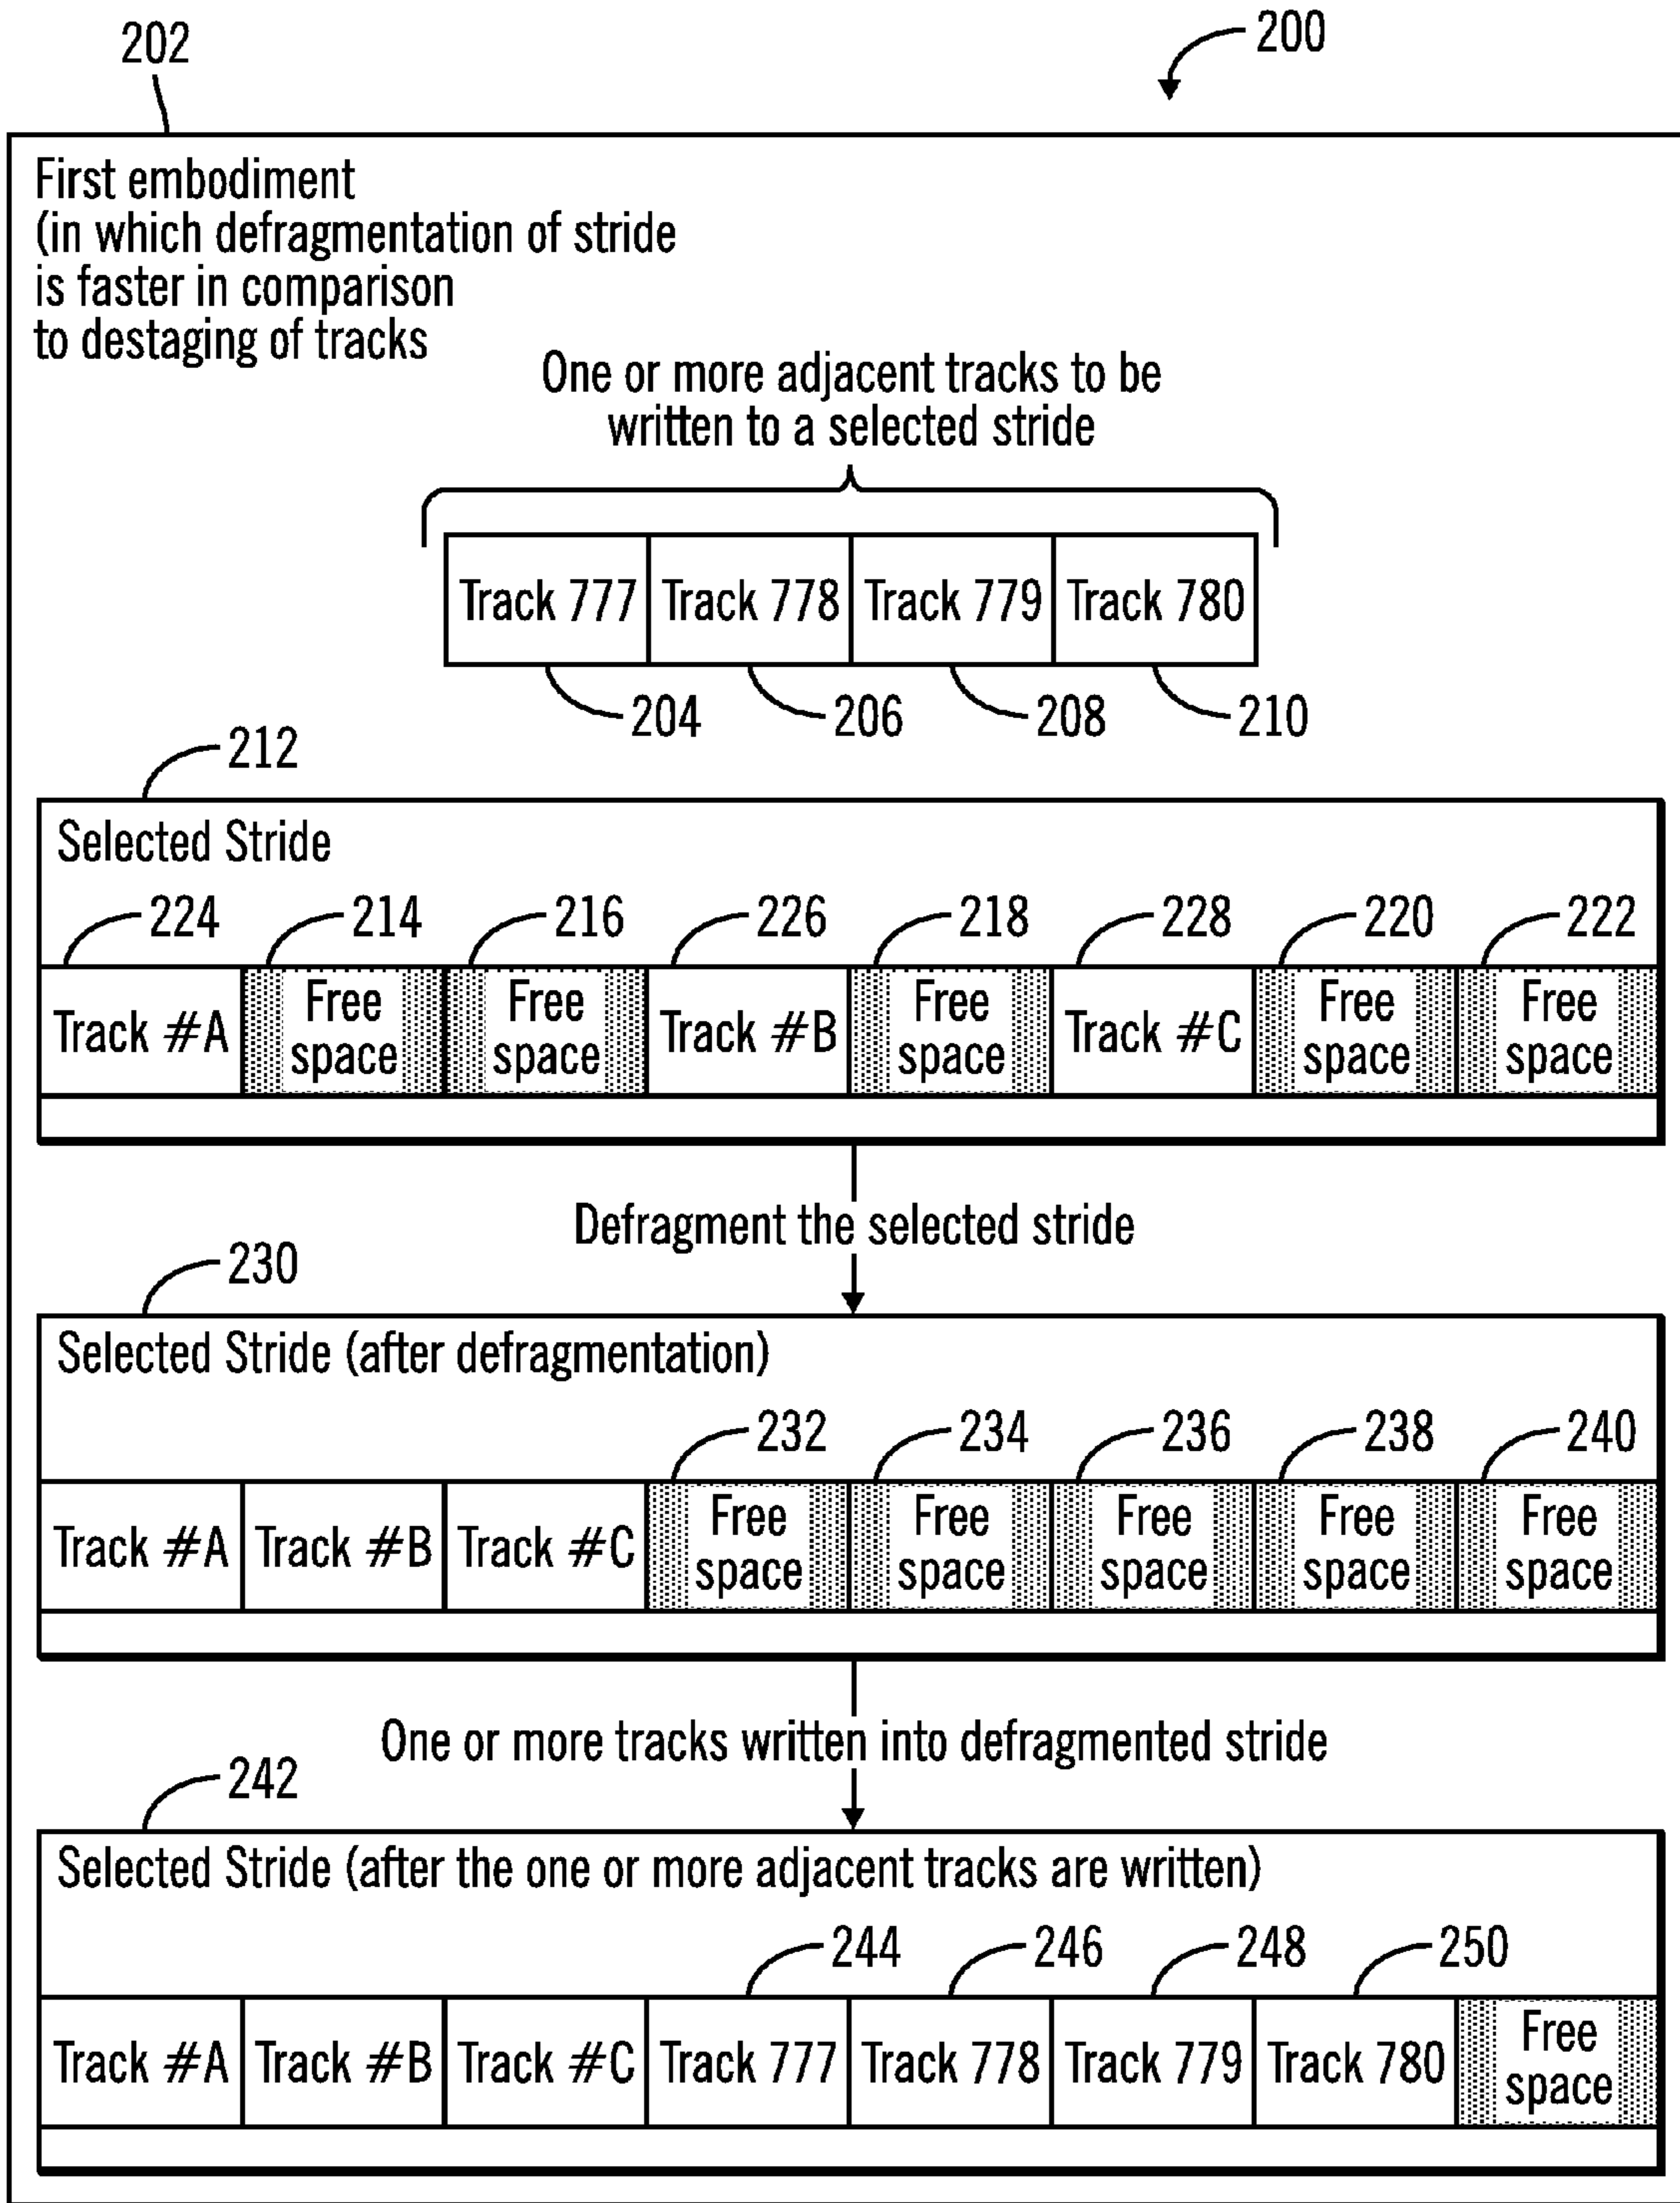 202
200
First embodiment
(in which defragmentation of stride
is faster in comparison
to destaging of tracks
One or more adjacent tracks to be
written to a selected stride
Track 777 Track 778 Track 779 Track 780
204 206 208 210
212
Selected Stride
224 214 216 226 218 228 220 222
Track #A Free space Free space Track #B Free space Track #C Free space Free space
Defragment the selected stride
230
Selected Stride (after defragmentation)
232 234 236 238 240
Track #A Track #B Track #C Free space Free space Free space Free space Free space
One or more tracks written into defragmented stride
242
Selected Stride (after the one or more adjacent tracks are written)
244 246 248 250
Track #A Track #B Track #C Track 777 Track 778 Track 779 Track 780 Free space